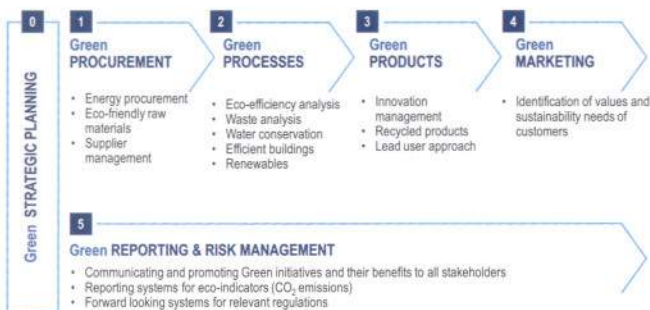 0
Green STRATEGIC PLANNING
1
Green
PROCUREMENT
• Energy procurement
• Eco-friendly raw
materials
• Supplier
management
2
Green
PROCESSES
• Eco-efficiency analysis
• Waste analysis
• Water conservation
• Efficient buildings
• Renewables
3
Green
PRODUCTS
• Innovation
management
• Recycled products
• Lead user approach
4
Green
MARKETING
• Identification of values and
sustainability needs of
customers
5
Green REPORTING & RISK MANAGEMENT
• Communicating and promoting Green initiatives and their benefits to all stakeholders
• Reporting systems for eco-indicators (CO₂ emissions)
• Forward looking systems for relevant regulations